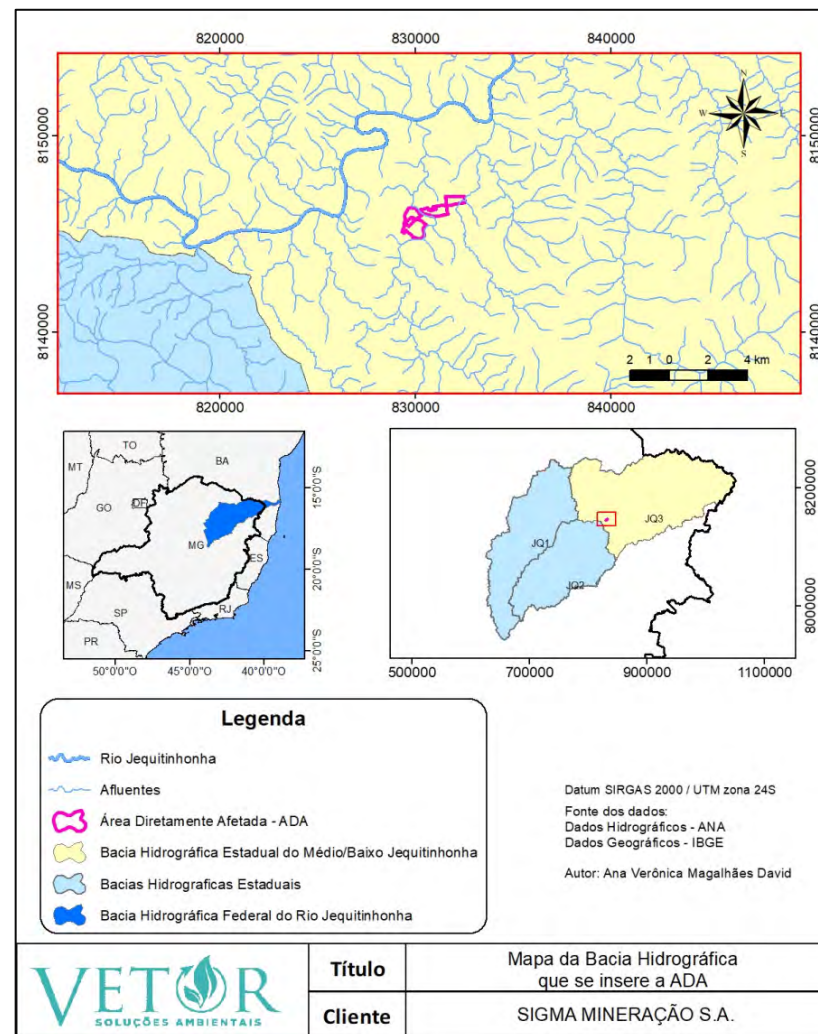 820000
830000
840000
8150000
8150000
N
W
S
8140000
8140000
2 1 0 2 4 km
820000
830000
840000
TO
BA
MT
GO
DF
MG
ES
MS
SP
RJ
PR
15°0'0"S
20°0'0"S
25°0'0"S
50°0'0"O
45°0'0"O
40°0'0"O
JQ1
JQ2
JQ3
8200000
8000000
500000
700000
900000
1100000
Legenda
Rio Jequitinhonha
Afluentes
Área Diretamente Afetada - ADA
Bacia Hidrográfica Estadual do Médio/Baixo Jequitinhonha
Bacias Hidrograficas Estaduais
Bacia Hidrográfica Federal do Rio Jequitinhonha
Datum SIRGAS 2000 / UTM zona 24S
Fonte dos dados:
Dados Hidrográficos - ANA
Dados Geográficos - IBGE
Autor: Ana Verônica Magalhães David
VETOR
SOLUÇÕES AMBIENTAIS
Título
Mapa da Bacia Hidrográfica
que se insere a ADA
Cliente
SIGMA MINERAÇÃO S.A.